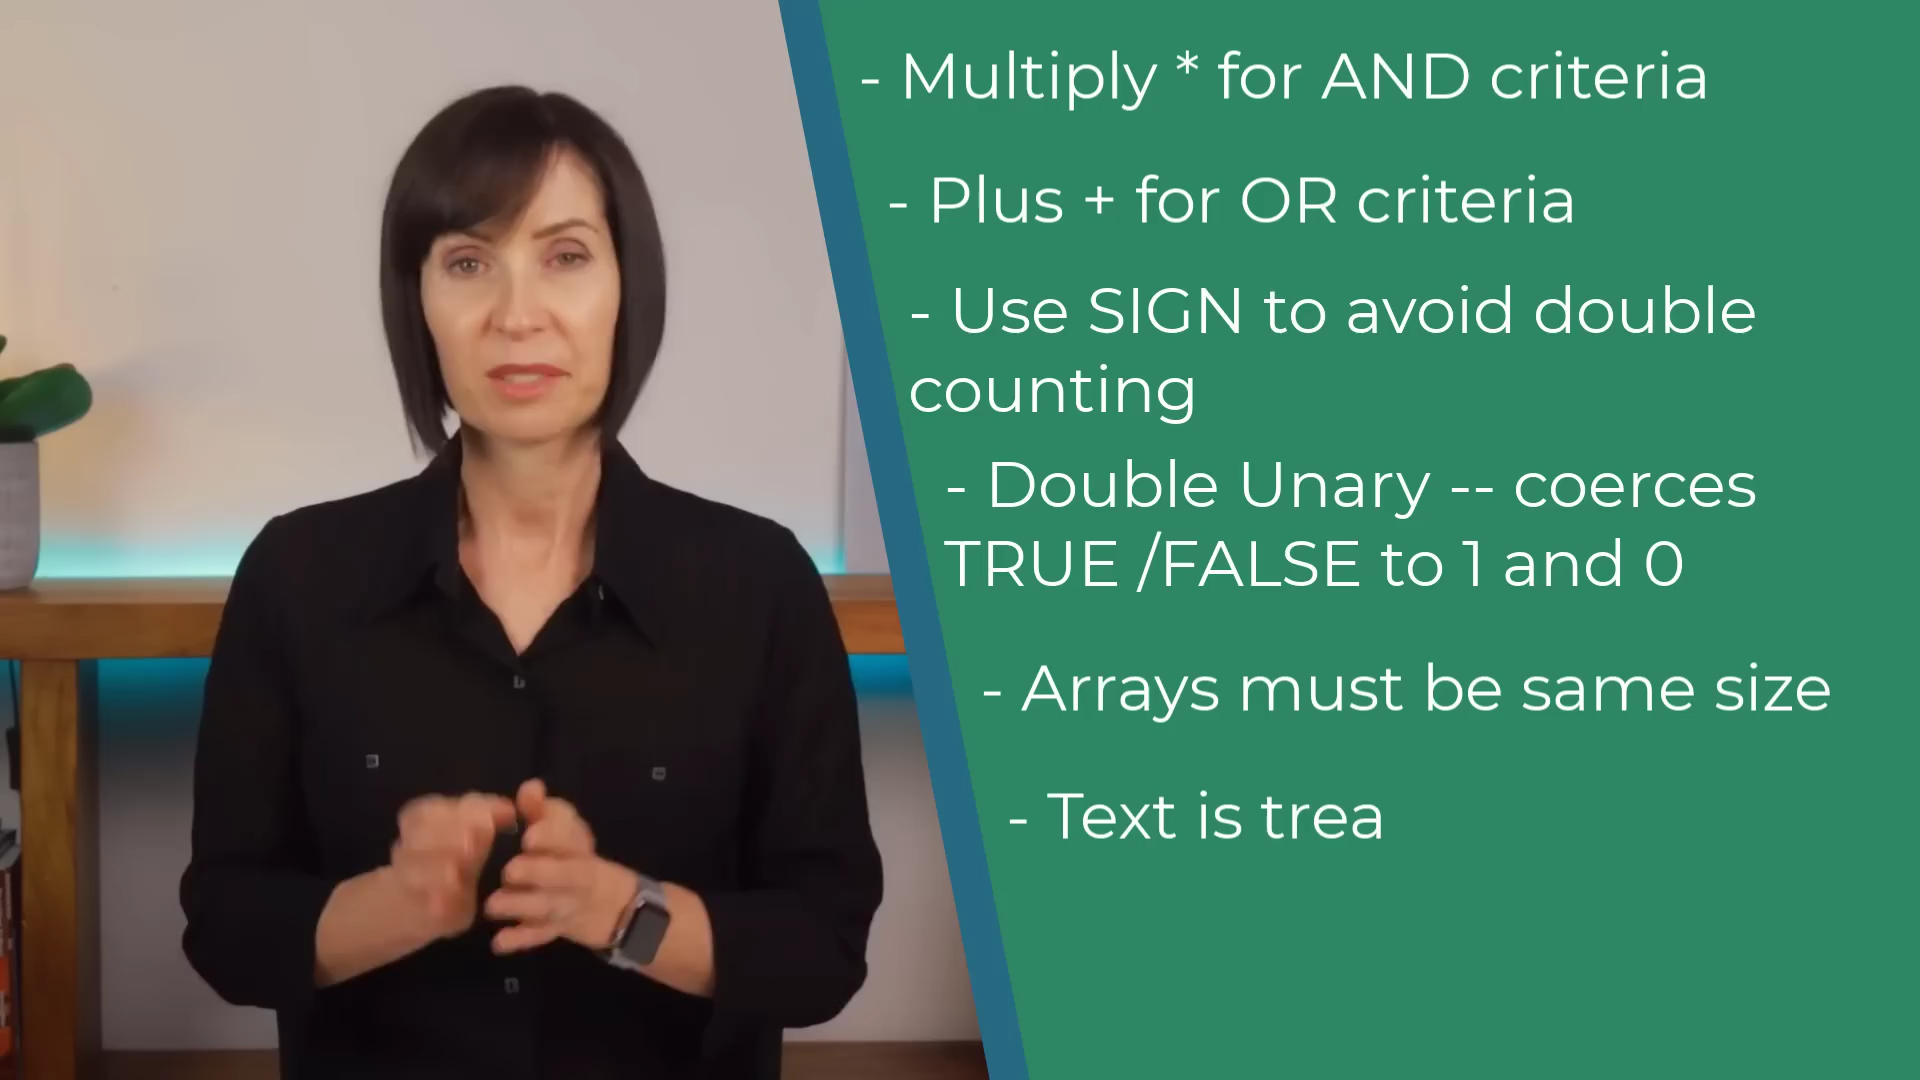 - Multiply * for AND criteria
- Plus + for OR criteria
- Use SIGN to avoid double
counting
- Double Unary -- coerces
TRUE /FALSE to 1 and 0
- Arrays must be same size
- Text is trea